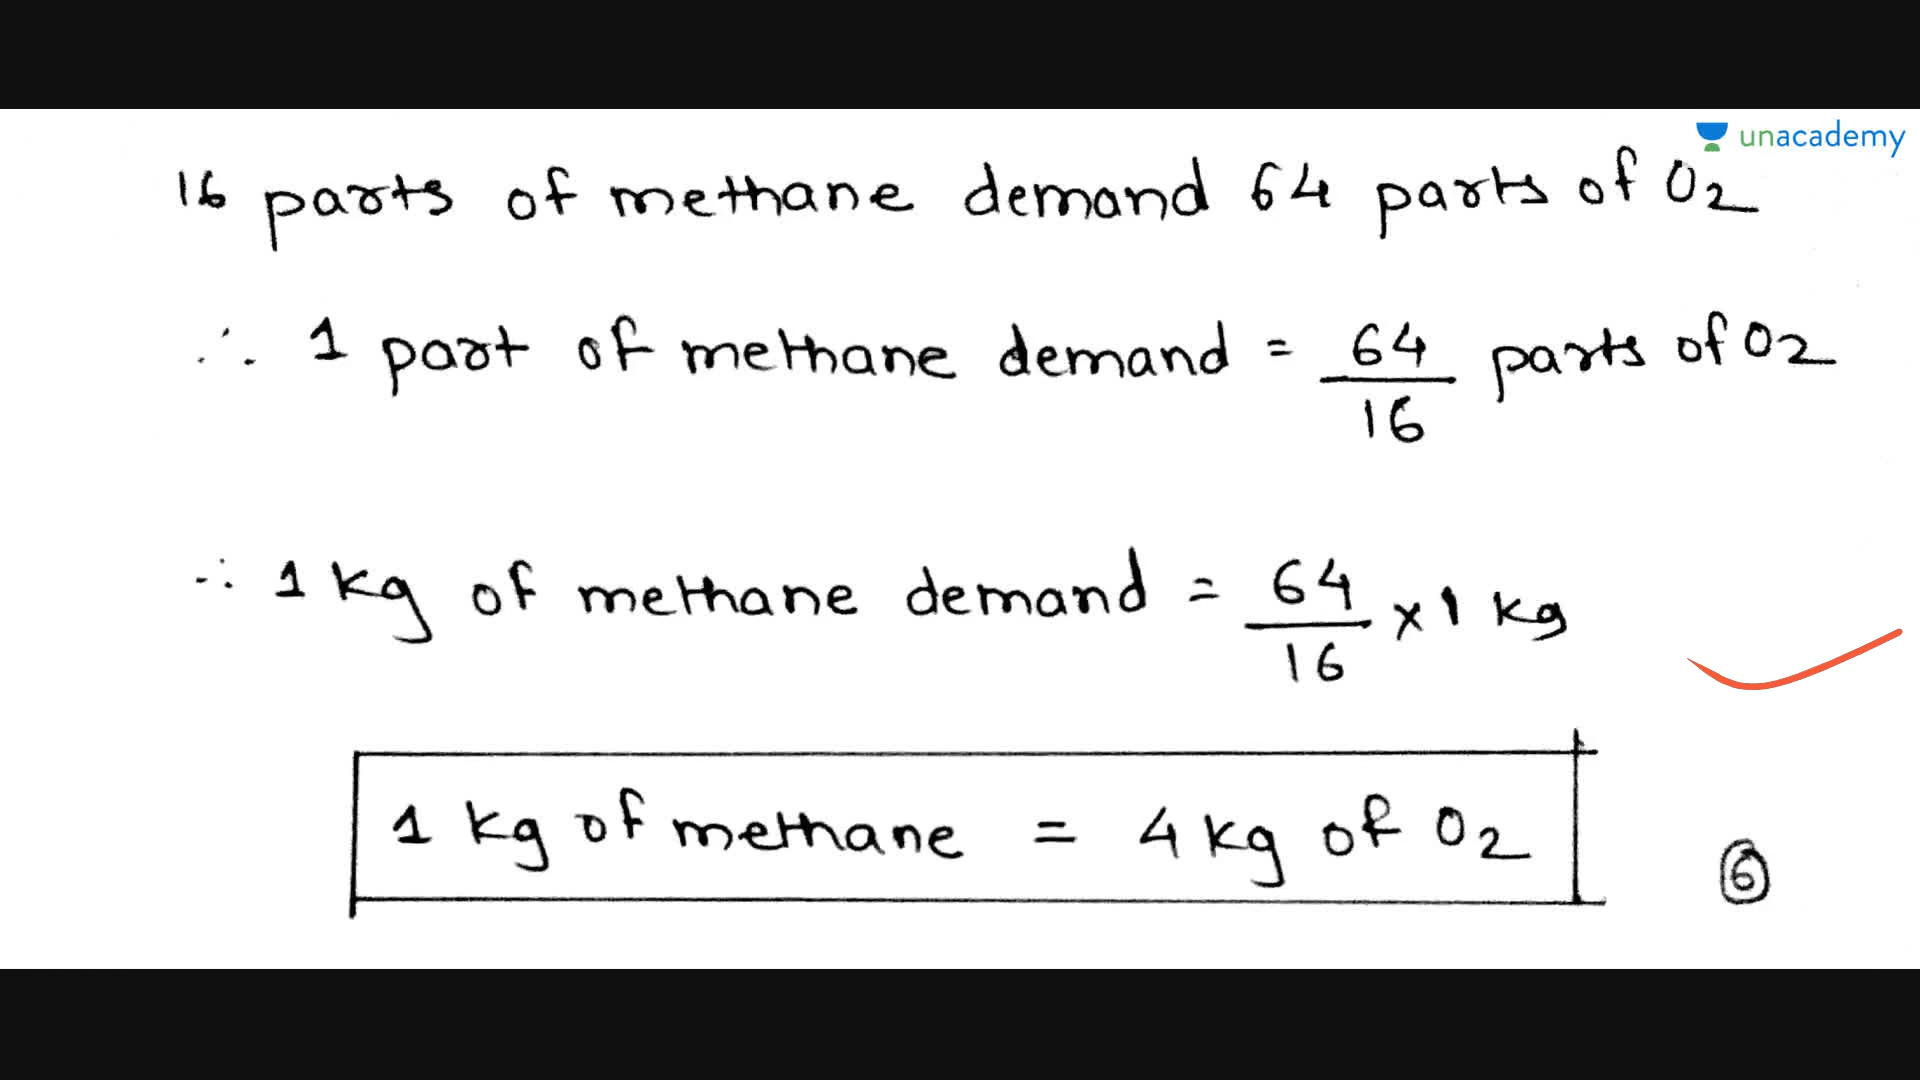 unacademy
16 parts of methane demand 64 parts of O2
∴ 1 part of methane demand = 64/16 parts of O2
∴ 1 kg of methane demand = 64/16 x 1 kg
1 kg of methane = 4 kg of O2
6